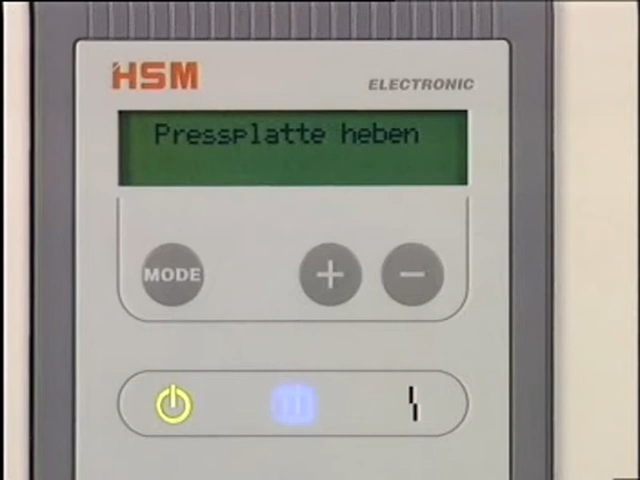 HSM
ELECTRONIC
Pressplatte heben
MODE
+
−